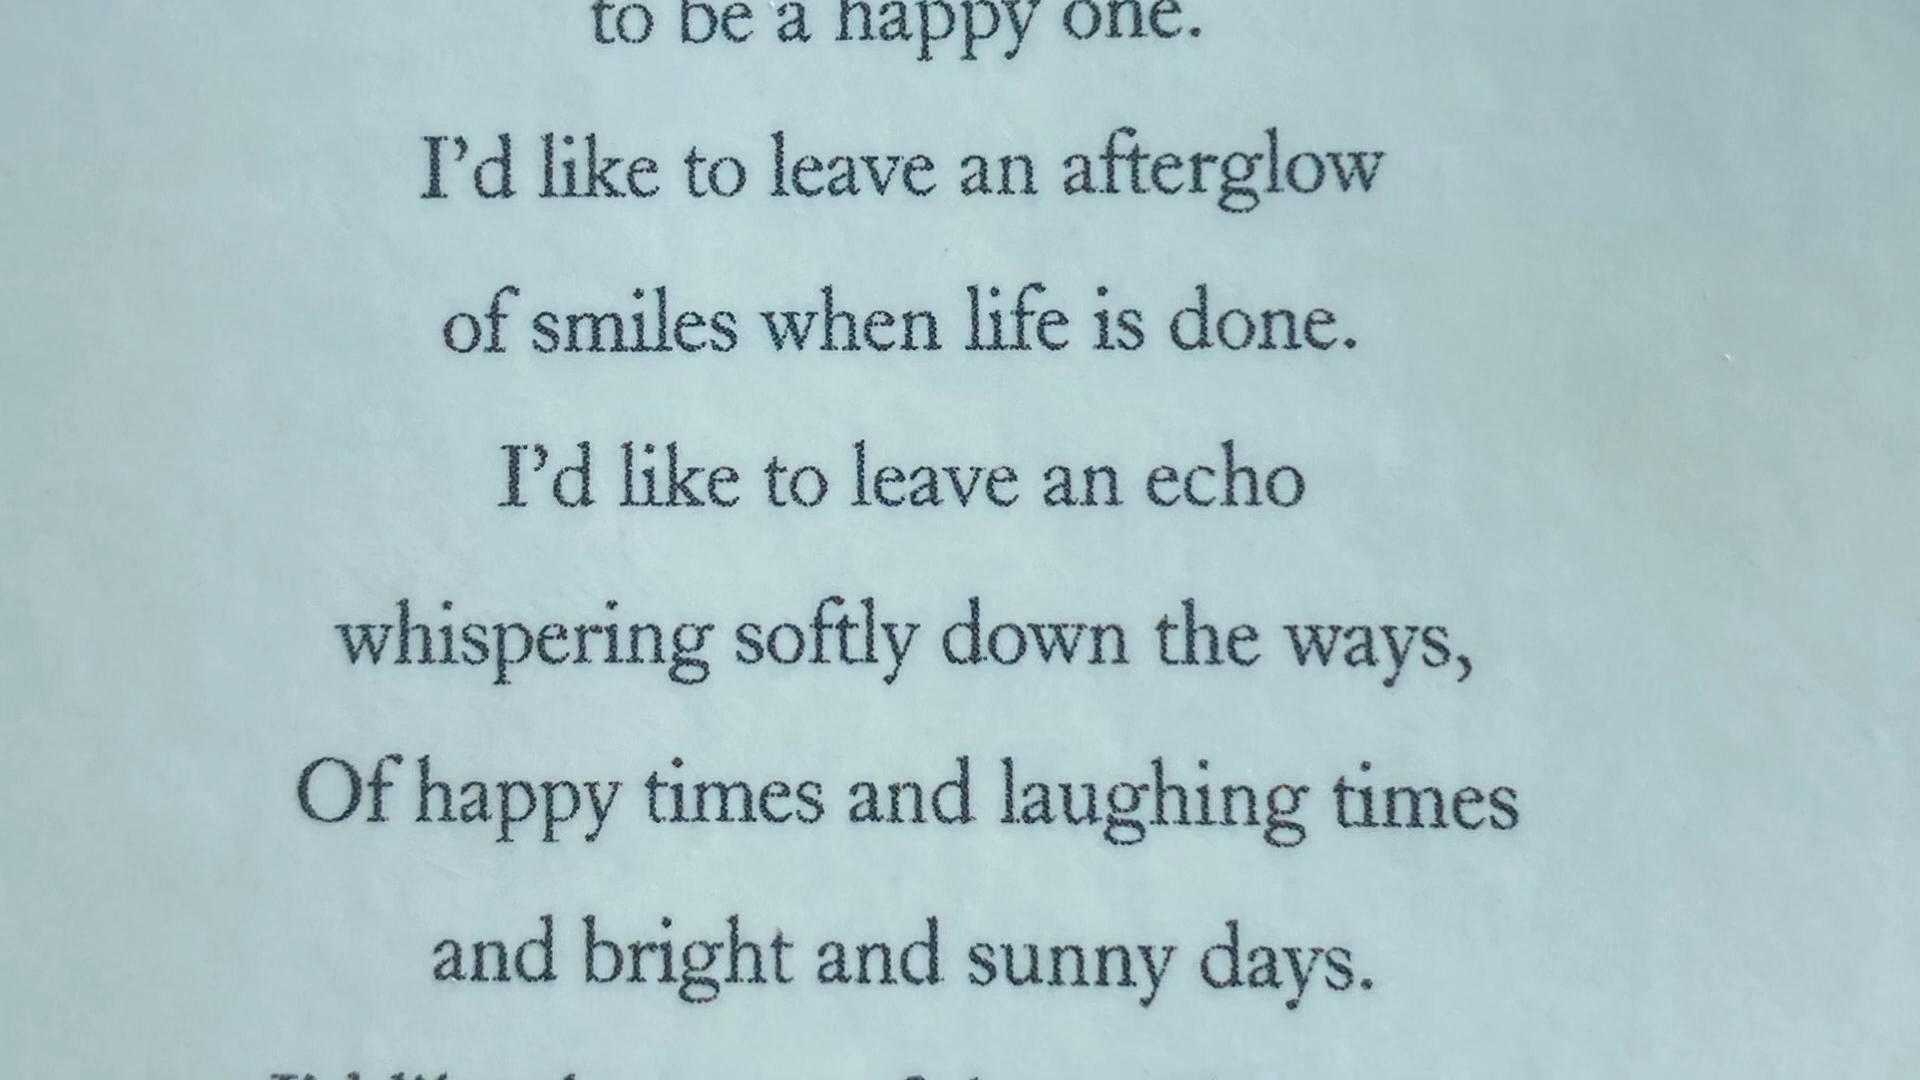 to be a happy one.
I’d like to leave an afterglow
of smiles when life is done.
I’d like to leave an echo
whispering softly down the ways,
Of happy times and laughing times
and bright and sunny days.